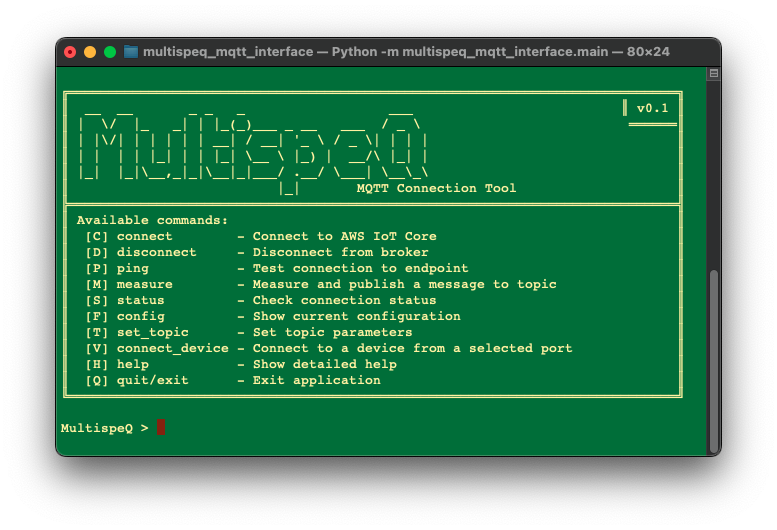 multispeq_mqtt_interface — Python -m multispeq_mqtt_interface.main — 80×24
v0.1
MultispeQ
MQTT Connection Tool
Available commands:
[C] connect - Connect to AWS IoT Core
[D] disconnect - Disconnect from broker
[P] ping - Test connection to endpoint
[M] measure - Measure and publish a message to topic
[S] status - Check connection status
[F] config - Show current configuration
[T] set_topic - Set topic parameters
[V] connect_device - Connect to a device from a selected port
[H] help - Show detailed help
[Q] quit/exit - Exit application
MultispeQ >